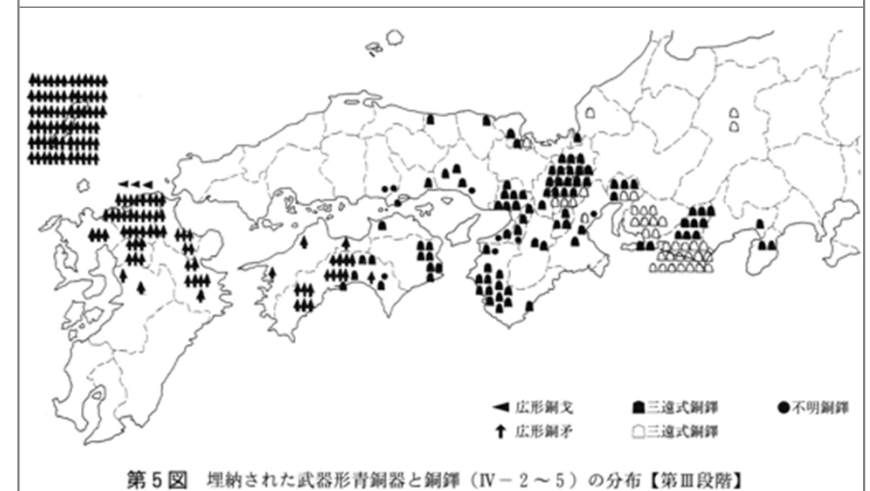 広形銅戈 三遠式銅鐸 不明銅鐸
広形銅矛 三遠式銅鐸
第5図 埋納された武器形青銅器と銅鐸(Ⅳ-2~5)の分布【第Ⅲ段階】